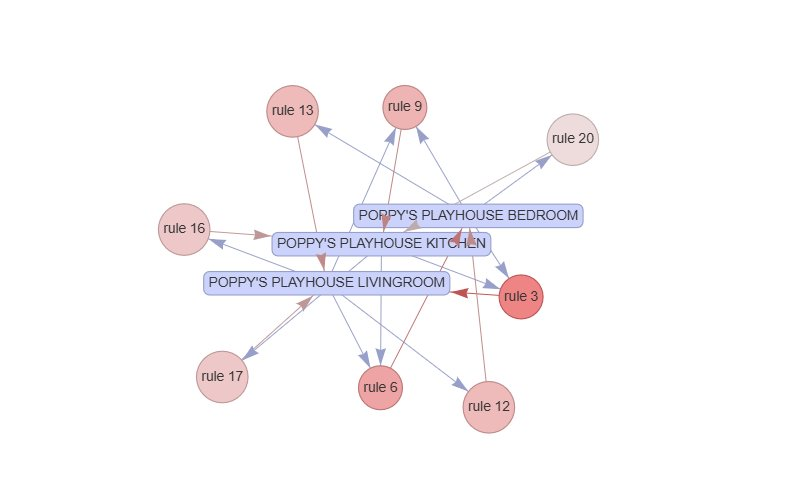 rule 9
rule 13
rule 20
POPPY'S PLAYHOUSE BEDROOM
rule 16
POPPY'S PLAYHOUSE KITCHEN
POPPY'S PLAYHOUSE LIVINGROOM
rule 3
rule 17
rule 6
rule 12